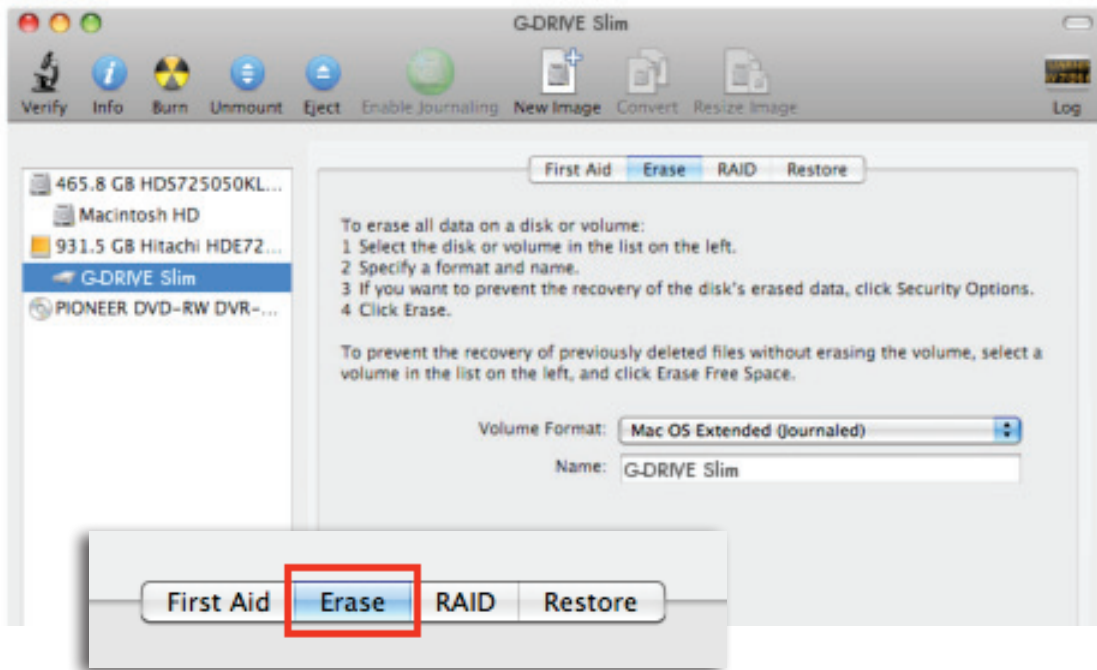 G-DRIVE Slim
Verify Info Burn Unmount Eject Enable Journaling New Image Convert Resize Image Log
First Aid Erase RAID Restore
465.8 GB HDS725050KL...
Macintosh HD
931.5 GB Hitachi HDE72...
G-DRIVE Slim
PIONEER DVD-RW DVR-...
To erase all data on a disk or volume:
1 Select the disk or volume in the list on the left.
2 Specify a format and name.
3 If you want to prevent the recovery of the disk's erased data, click Security Options.
4 Click Erase.
To prevent the recovery of previously deleted files without erasing the volume, select a
volume in the list on the left, and click Erase Free Space.
Volume Format: Mac OS Extended (Journaled)
Name: G-DRIVE Slim
First Aid Erase RAID Restore